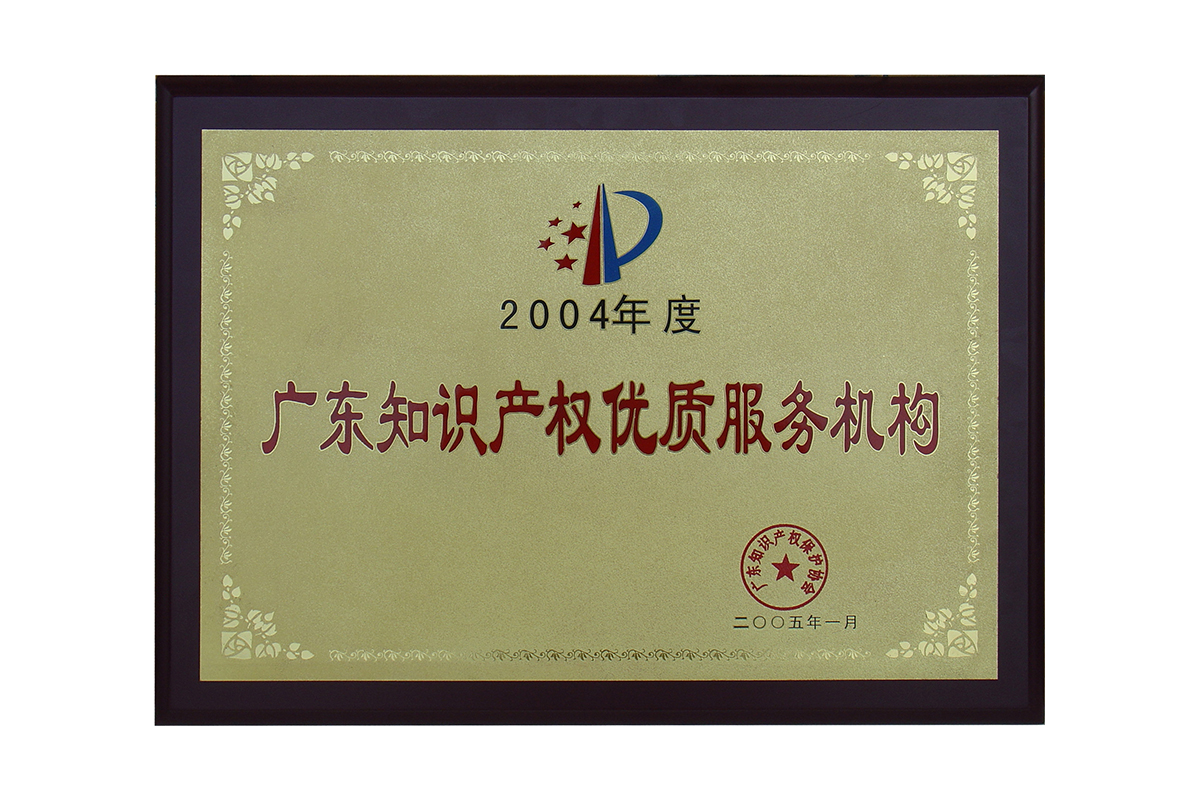 2004年度
广东知识产权优质服务机构
广东知识产权保护协会
二〇〇五年一月